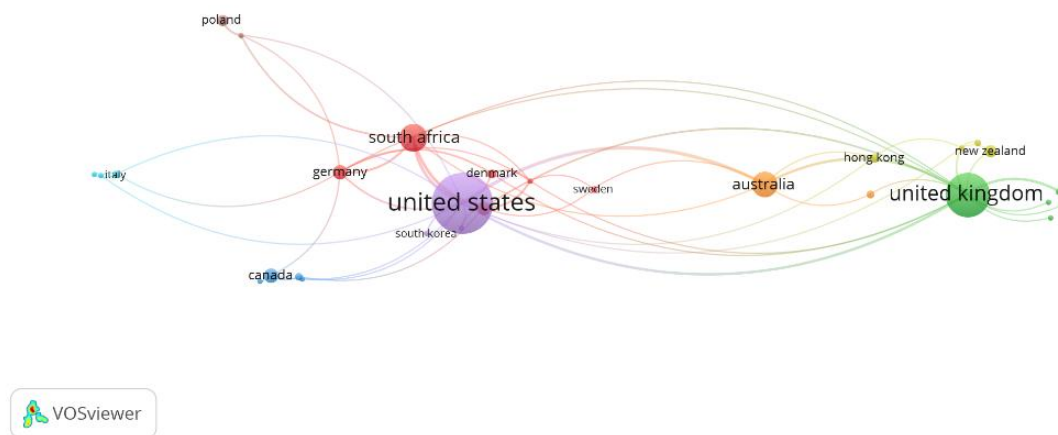 poland
south africa
germany
denmark
italy
united states
sweden
south korea
canada
australia
hong kong
new zealand
united kingdom
VOSviewer